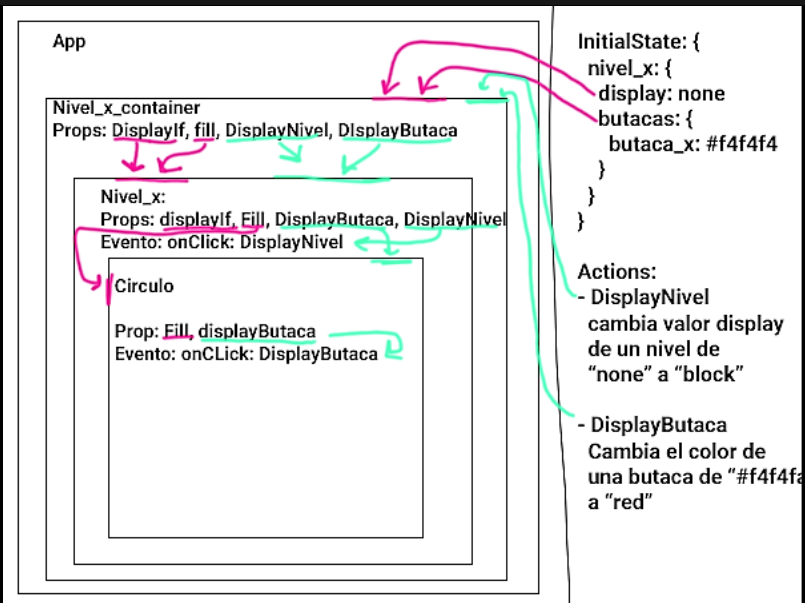 App
Nivel_x_container
Props: DisplayIf, fill, DisplayNivel, DIsplayButaca
Nivel_x:
Props: displayIf, Fill, DisplayButaca, DisplayNivel
Evento: onClick: DisplayNivel
Circulo
Prop: Fill, displayButaca
Evento: onCLick: DisplayButaca
InitialState: {
nivel_x: {
display: none
butacas: {
butaca_x: #f4f4f4
}
}
}
Actions:
- DisplayNivel
cambia valor display
de un nivel de
“none” a “block”
- DisplayButaca
Cambia el color de
una butaca de “#f4f4fa
a “red”